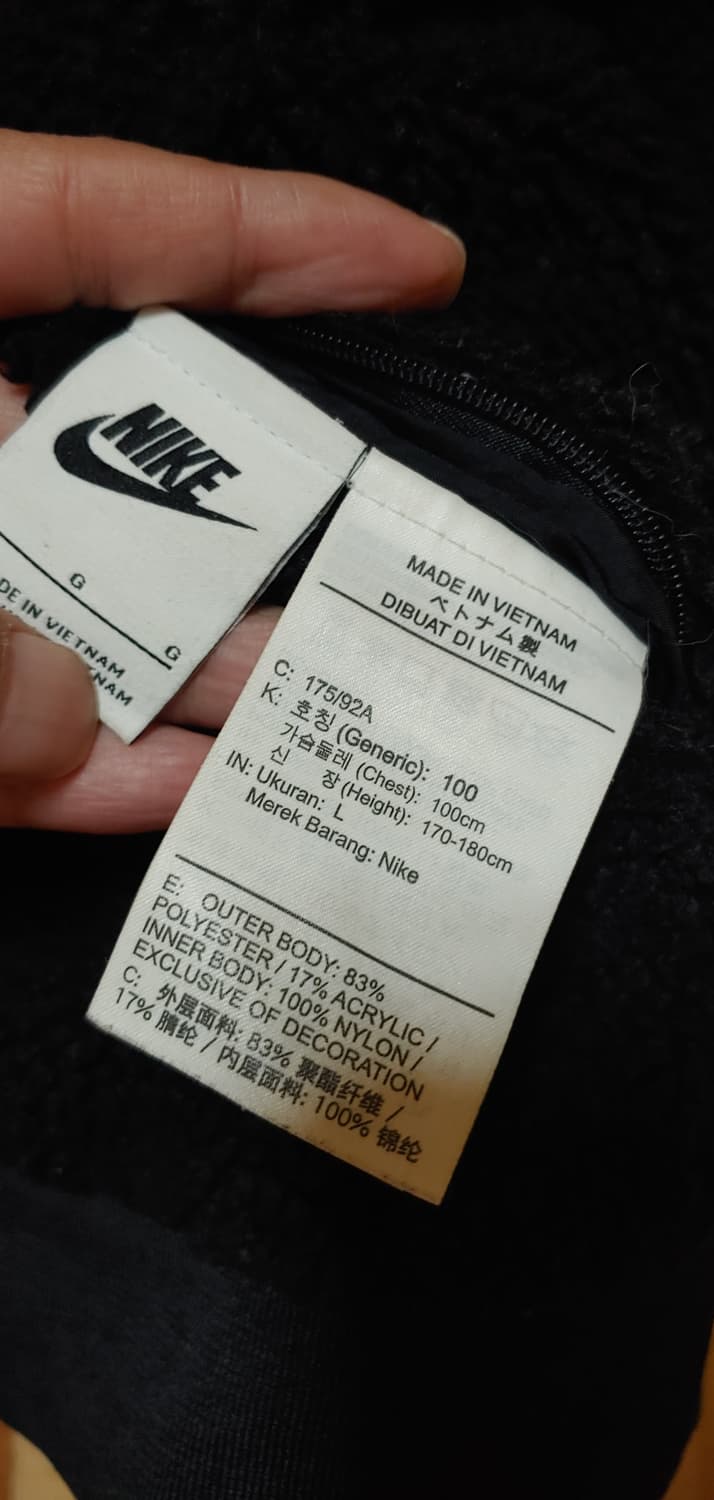 NIKE
G
G
DE IN VIETNAM
NAM
MADE IN VIETNAM
ベトナム製
DIBUAT DI VIETNAM
C: 175/92A
K: 호칭 (Generic): 100
가슴둘레 (Chest): 100cm
신 장 (Height): 170-180cm
IN: Ukuran: L
Merek Barang: Nike
E: OUTER BODY: 83%
POLYESTER / 17% ACRYLIC /
INNER BODY: 100% NYLON /
EXCLUSIVE OF DECORATION
C: 外层面料: 83% 聚酯纤维 /
17% 腈纶 / 内层面料: 100% 锦纶